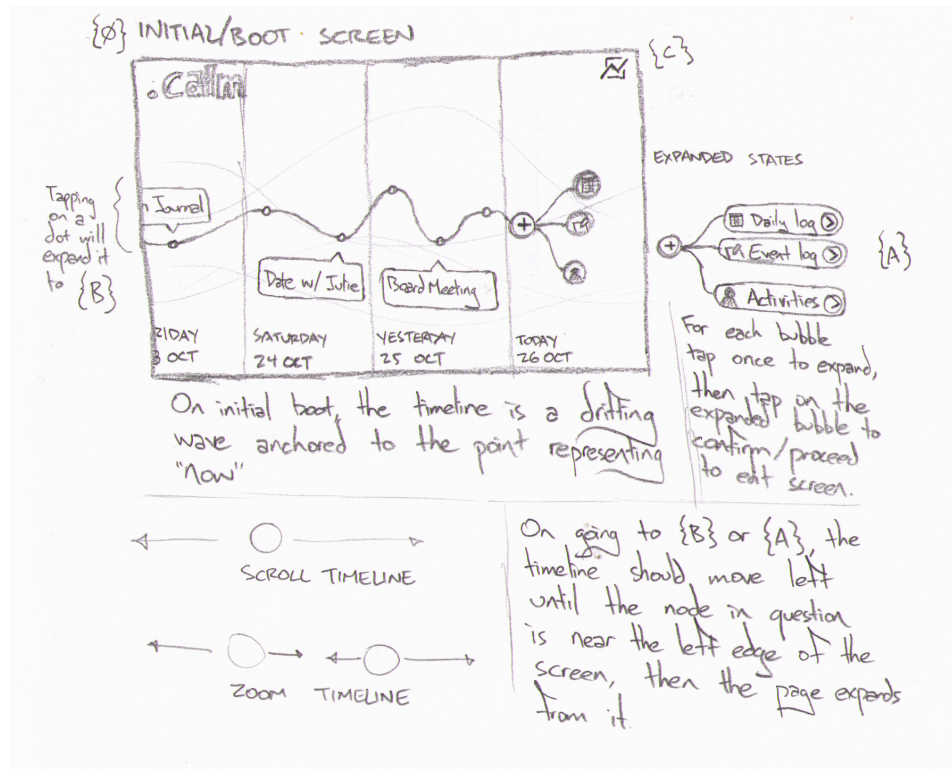 {Ø} INITIAL/BOOT SCREEN
{C}
.calm
EXPANDED STATES
Tapping
on a
dot will
expand it
to {B}
n Journal
Date w/ Julie
Board Meeting
RIDAY
3 OCT
SATURDAY
24 OCT
YESTERDAY
25 OCT
TODAY
26 OCT
Daily log
Event log
Activities
{A}
For each bubble
tap once to expand,
then tap on the
expanded bubble to
confirm/proceed
to edit screen.
On initial boot, the timeline is a drifting
wave anchored to the point representing
"now"
SCROLL TIMELINE
ZOOM TIMELINE
On going to {B} or {A}, the
timeline should move left
until the node in question
is near the left edge of the
screen, then the page expands
from it.